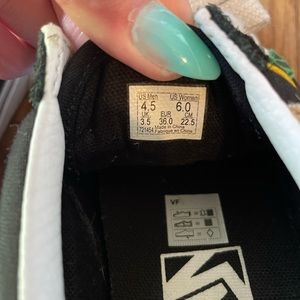 US Men US Women
4.5 6.0
UK EUR CM
3.5 36.0 22.5
721454 Made in China
Fabriqué en Chine
VF